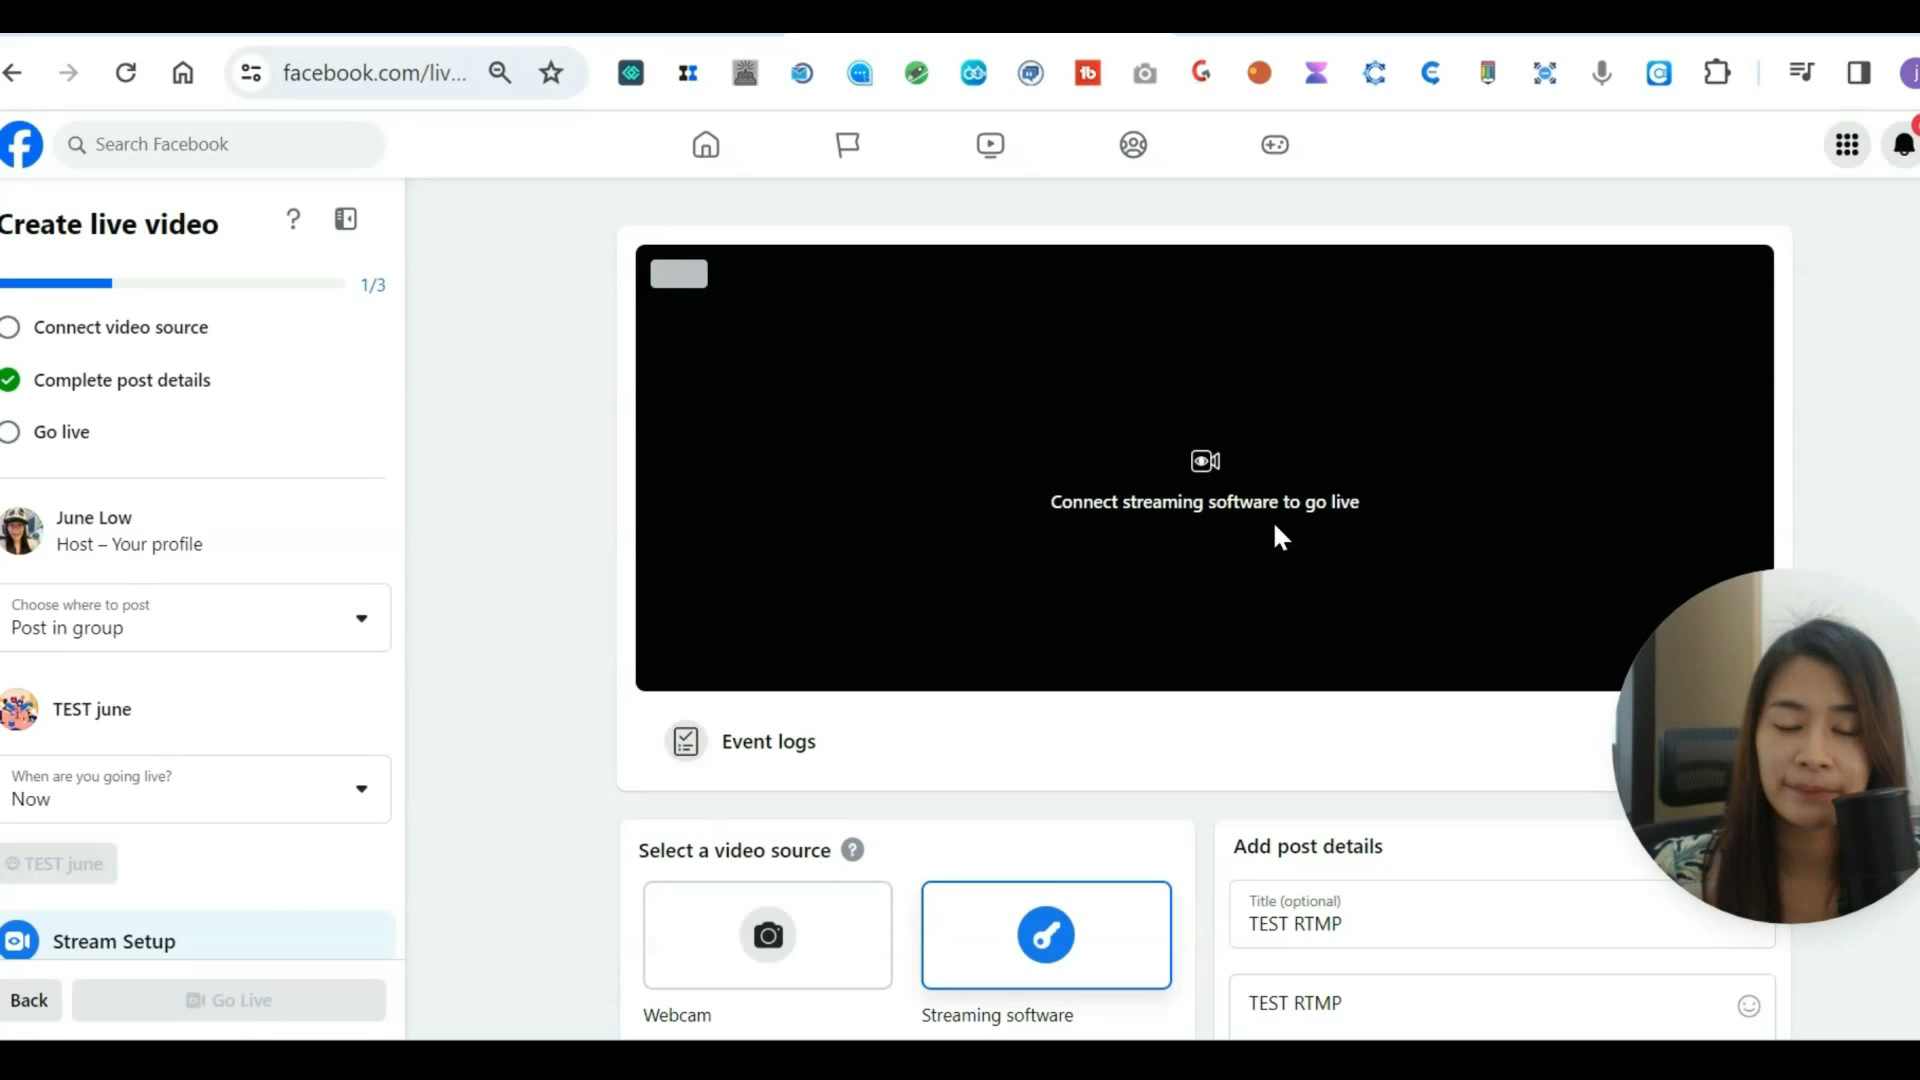 facebook.com/liv...
Search Facebook
Create live video
1/3
Connect video source
Complete post details
Go live
June Low
Host – Your profile
Choose where to post
Post in group
TEST june
When are you going live?
Now
TEST june
Stream Setup
Back
Go Live
Connect streaming software to go live
Event logs
Select a video source
Webcam
Streaming software
Add post details
Title (optional)
TEST RTMP
TEST RTMP